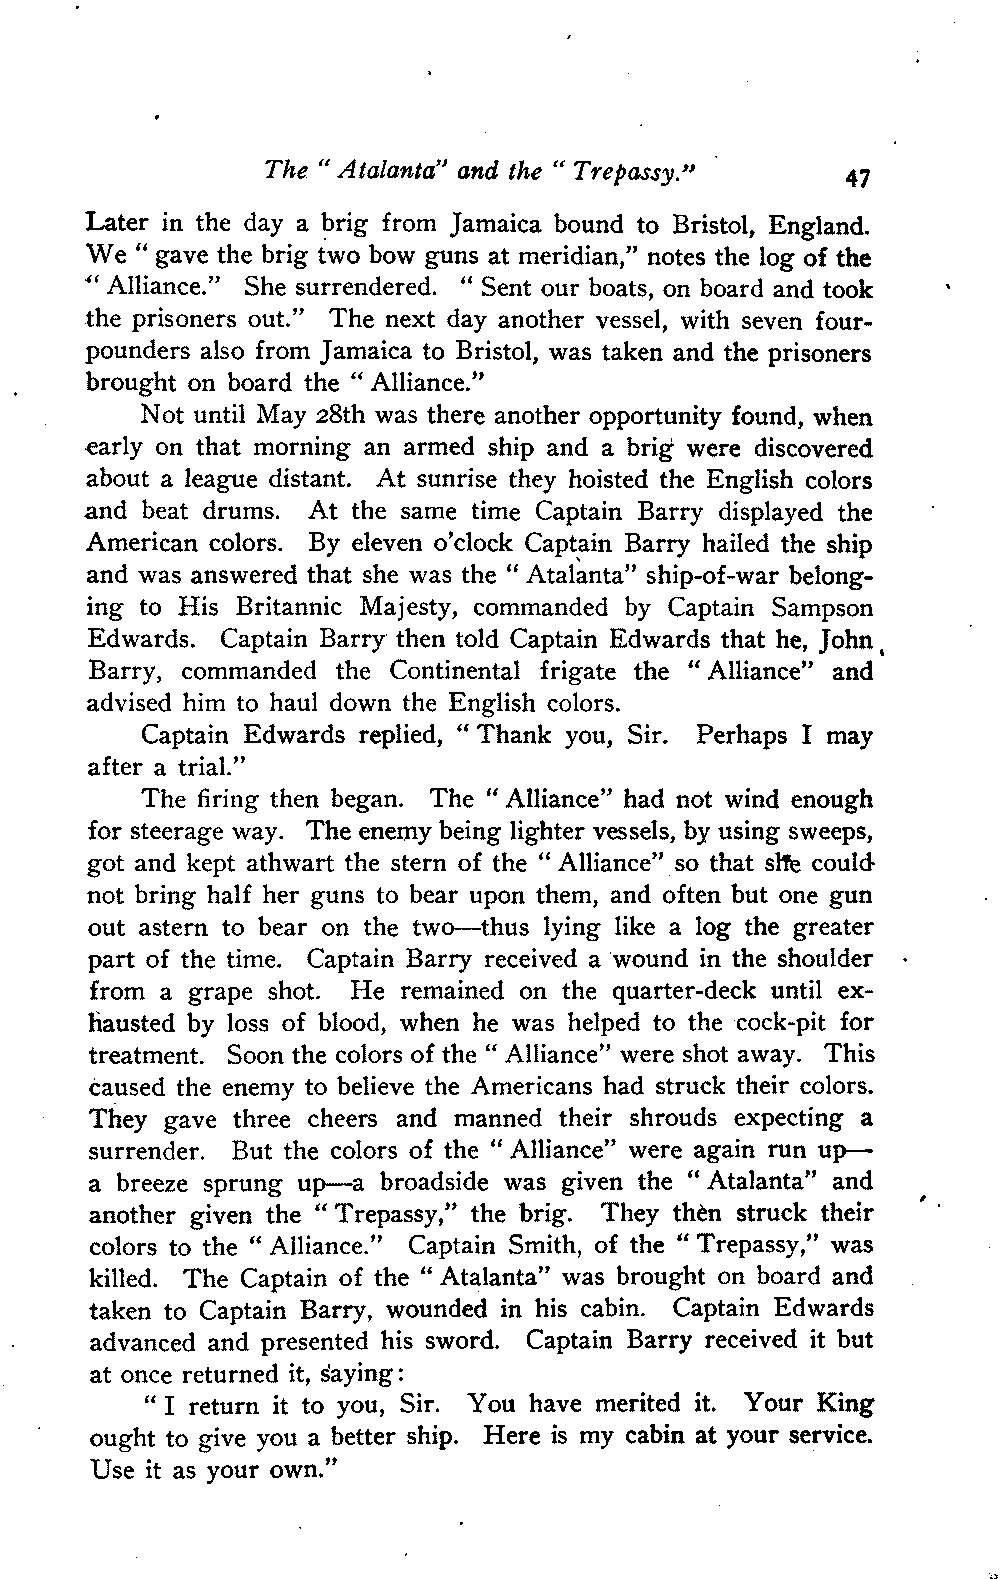 The “ Atalanta” and the “ Trepassy.” 47
Later in the day a brig from Jamaica bound to Bristol, England.
We “ gave the brig two bow guns at meridian,” notes the log of the
“ Alliance.” She surrendered. “ Sent our boats, on board and took
the prisoners out.” The next day another vessel, with seven four-
pounders also from Jamaica to Bristol, was taken and the prisoners
brought on board the “ Alliance.”
Not until May 28th was there another opportunity found, when
early on that morning an armed ship and a brig were discovered
about a league distant. At sunrise they hoisted the English colors
and beat drums. At the same time Captain Barry displayed the
American colors. By eleven o’clock Captain Barry hailed the ship
and was answered that she was the “ Atalanta” ship-of-war belong-
ing to His Britannic Majesty, commanded by Captain Sampson
Edwards. Captain Barry then told Captain Edwards that he, John
Barry, commanded the Continental frigate the “ Alliance” and
advised him to haul down the English colors.
Captain Edwards replied, “ Thank you, Sir. Perhaps I may
after a trial.”
The firing then began. The “ Alliance” had not wind enough
for steerage way. The enemy being lighter vessels, by using sweeps,
got and kept athwart the stern of the “ Alliance” so that she could
not bring half her guns to bear upon them, and often but one gun
out astern to bear on the two—thus lying like a log the greater
part of the time. Captain Barry received a wound in the shoulder
from a grape shot. He remained on the quarter-deck until ex-
hausted by loss of blood, when he was helped to the cock-pit for
treatment. Soon the colors of the “ Alliance” were shot away. This
caused the enemy to believe the Americans had struck their colors.
They gave three cheers and manned their shrouds expecting a
surrender. But the colors of the “ Alliance” were again run up—
a breeze sprung up—a broadside was given the “ Atalanta” and
another given the “ Trepassy,” the brig. They then struck their
colors to the “ Alliance.” Captain Smith, of the “ Trepassy,” was
killed. The Captain of the “ Atalanta” was brought on board and
taken to Captain Barry, wounded in his cabin. Captain Edwards
advanced and presented his sword. Captain Barry received it but
at once returned it, saying:
“ I return it to you, Sir. You have merited it. Your King
ought to give you a better ship. Here is my cabin at your service.
Use it as your own.”